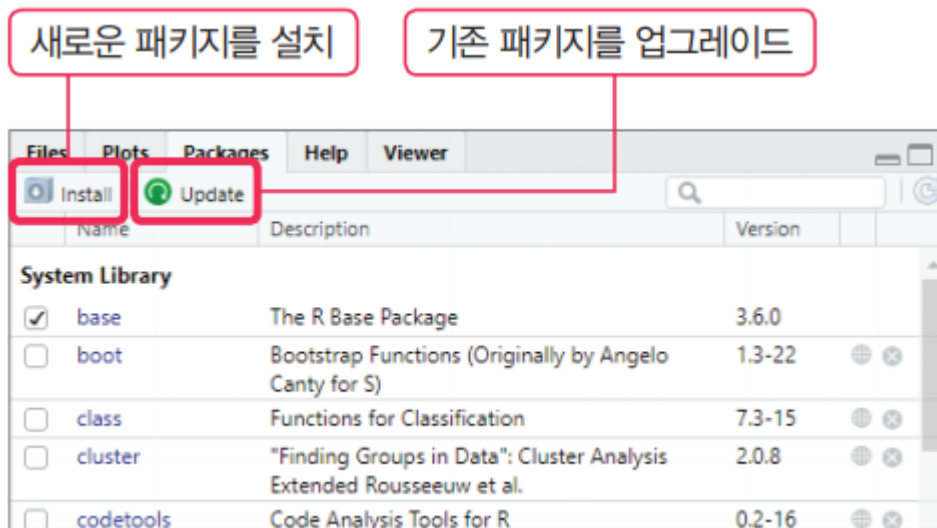 새로운 패키지를 설치
기존 패키지를 업그레이드
Files Plots Packages Help Viewer
Install Update
Name Description Version
System Library
base The R Base Package 3.6.0
boot Bootstrap Functions (Originally by Angelo 1.3-22
Canty for S)
class Functions for Classification 7.3-15
cluster "Finding Groups in Data": Cluster Analysis 2.0.8
Extended Rousseeuw et al.
codetools Code Analysis Tools for R 0.2-16